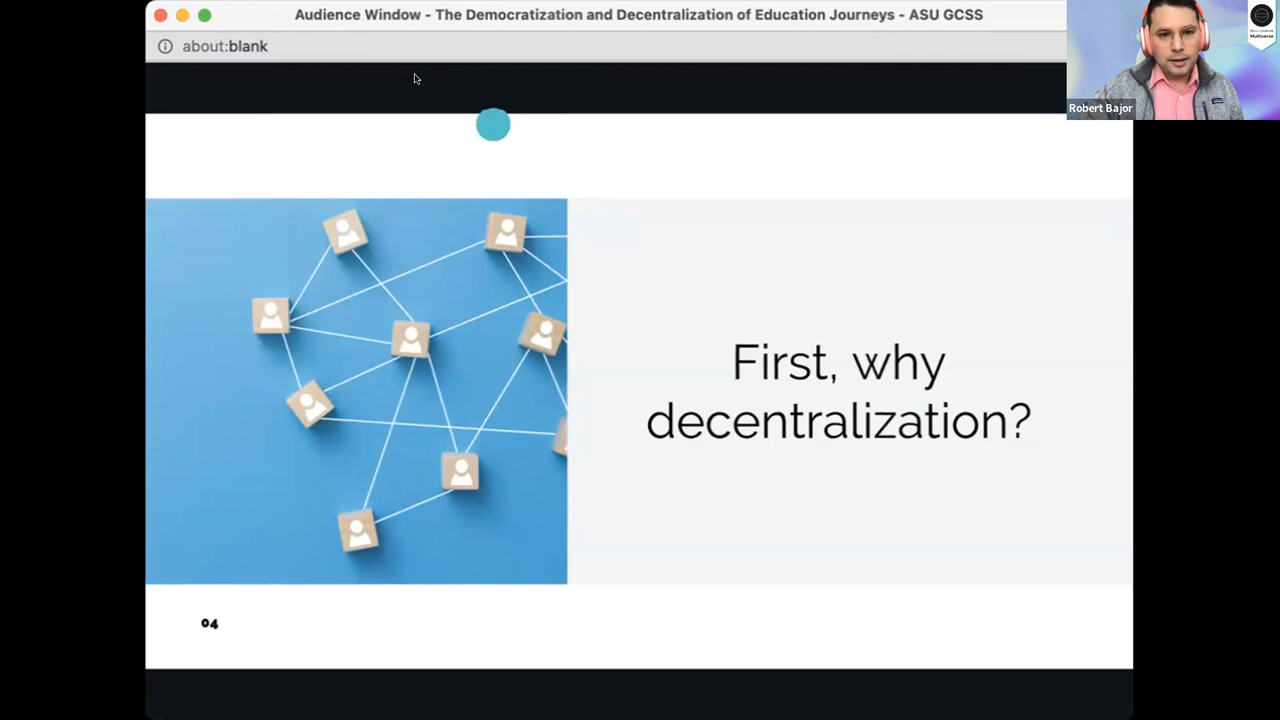 Audience Window - The Democratization and Decentralization of Education Journeys - ASU GCSS
about:blank
Robert Bajor
Multiverse
First, why
decentralization?
04